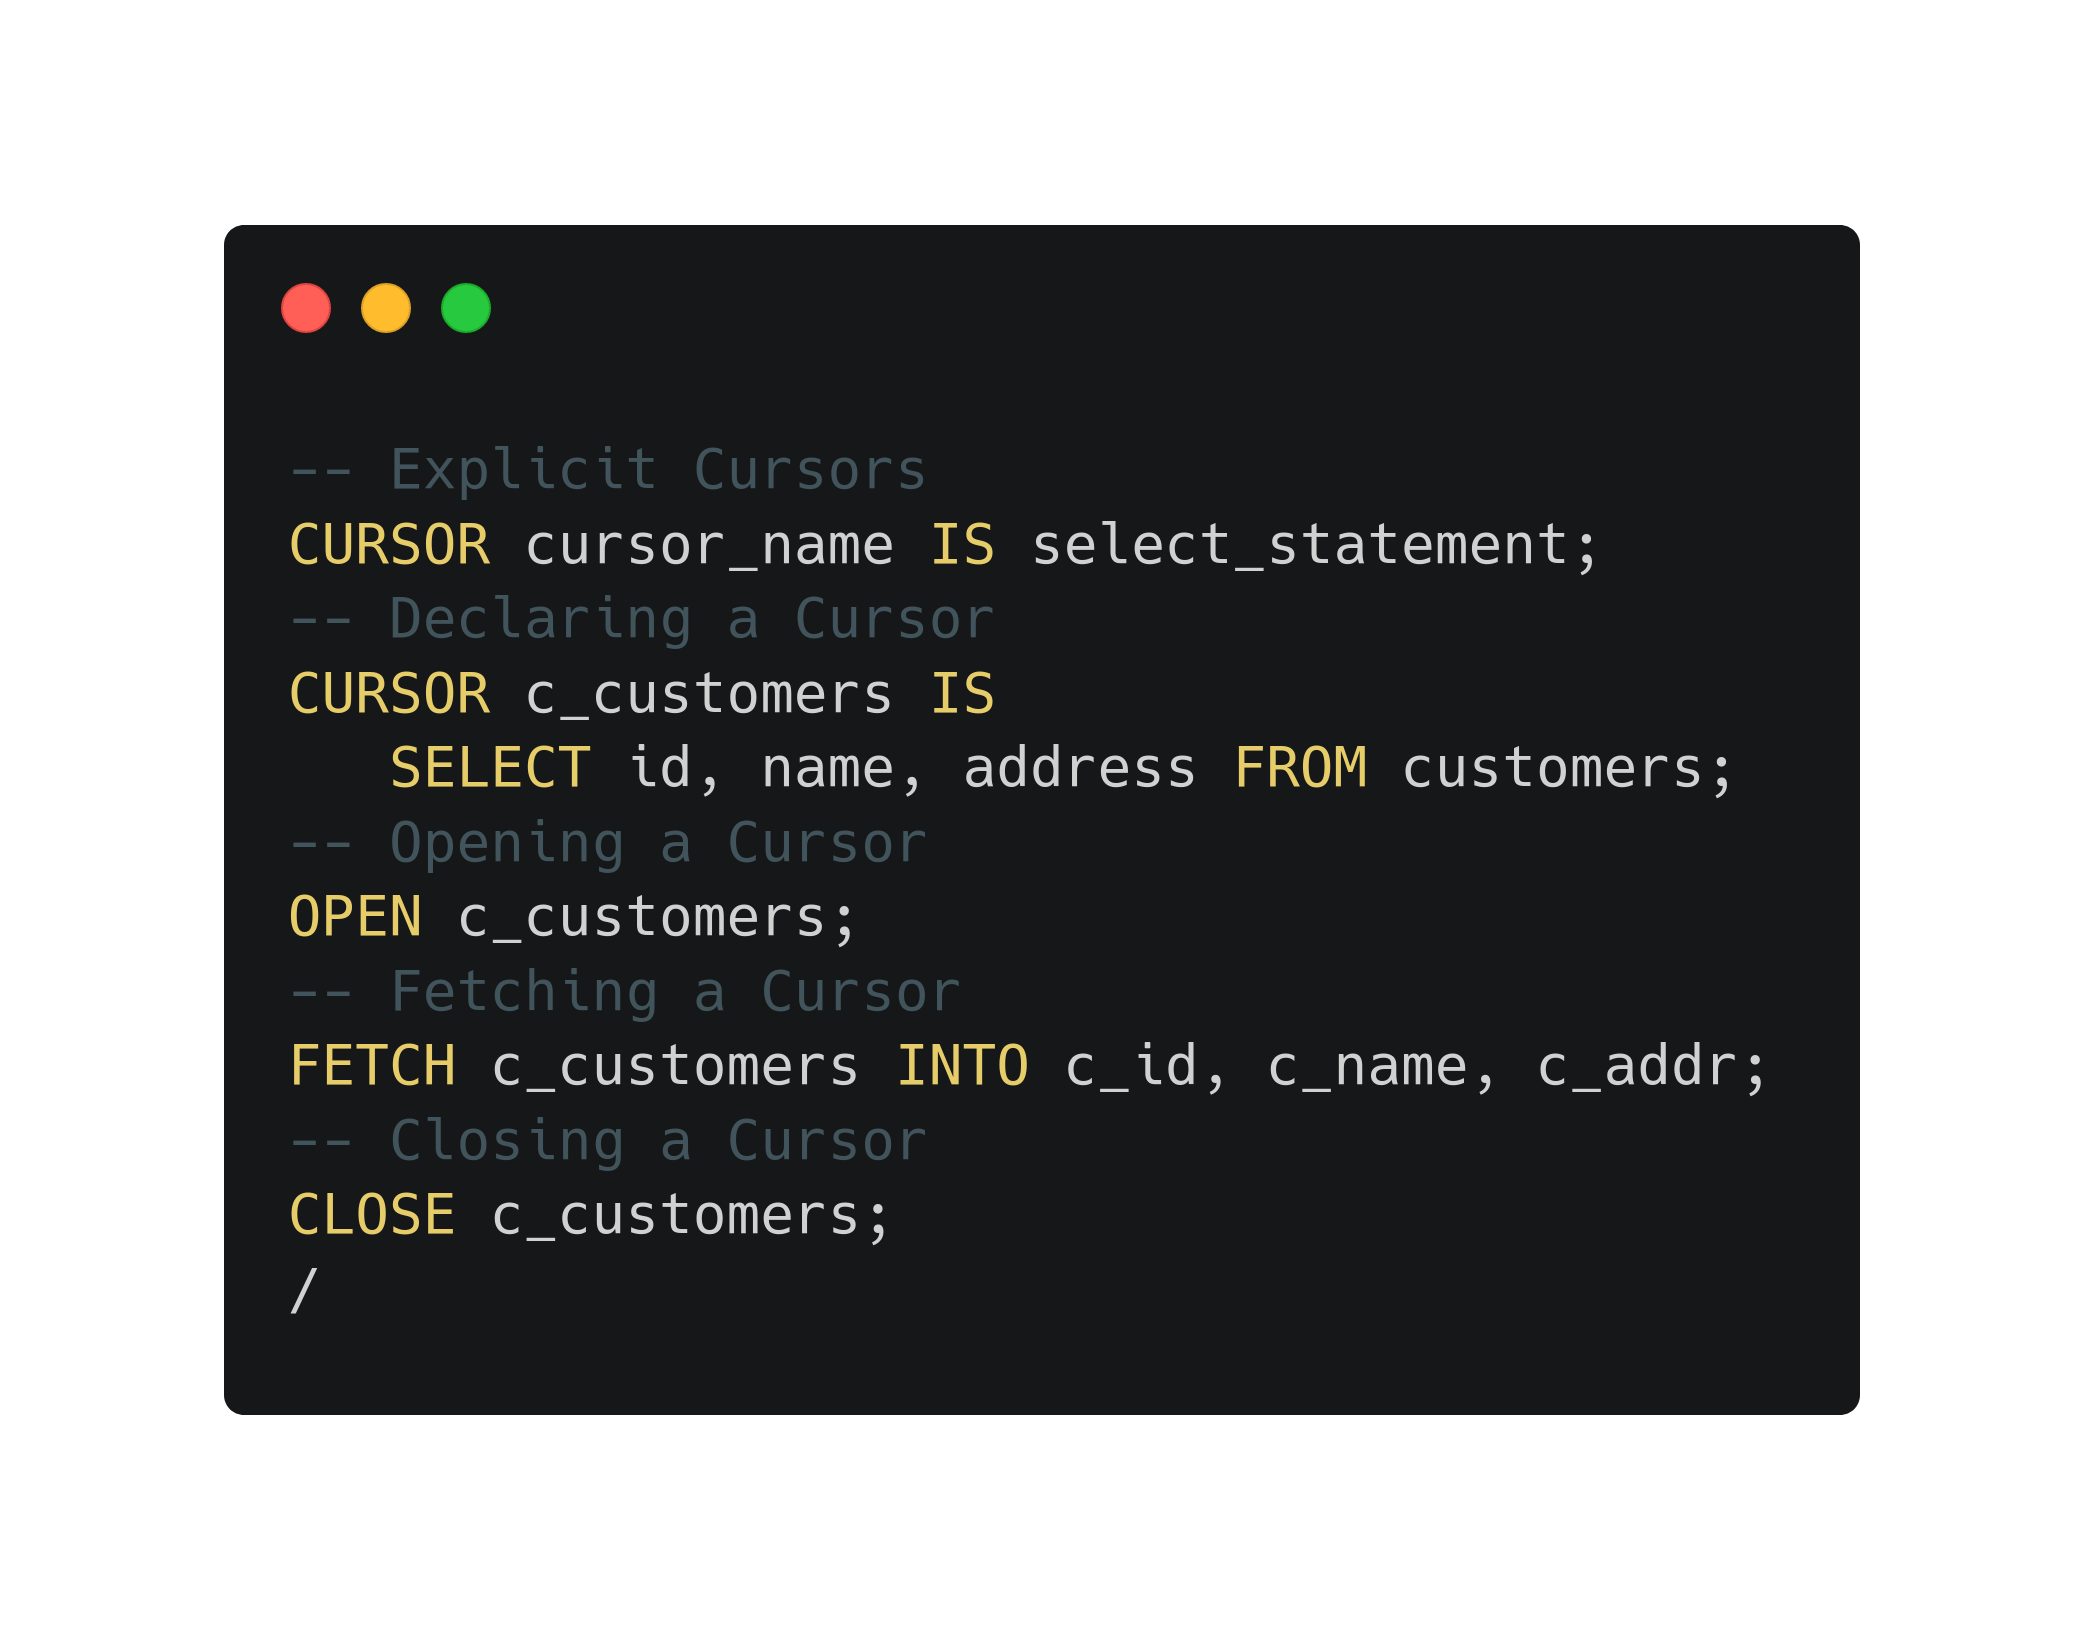 -- Explicit Cursors
CURSOR cursor_name IS select_statement;
-- Declaring a Cursor
CURSOR c_customers IS
   SELECT id, name, address FROM customers;
-- Opening a Cursor
OPEN c_customers;
-- Fetching a Cursor
FETCH c_customers INTO c_id, c_name, c_addr;
-- Closing a Cursor
CLOSE c_customers;
/